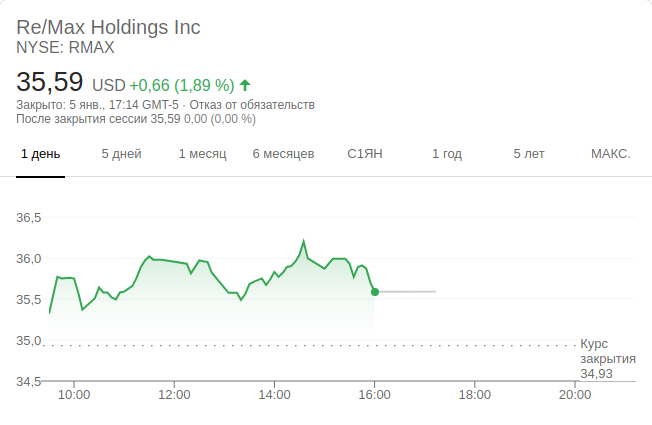 Re/Max Holdings Inc
NYSE: RMAX
35,59 USD +0,66 (1,89 %)
Закрыто: 5 янв., 17:14 GMT-5 · Отказ от обязательств
После закрытия сессии 35,59 0,00 (0,00 %)
1 день 5 дней 1 месяц 6 месяцев С1ЯН 1 год 5 лет МАКС.
36,5
36,0
35,5
35,0
Курс
закрытия
34,93
34,5
10:00 12:00 14:00 16:00 18:00 20:00